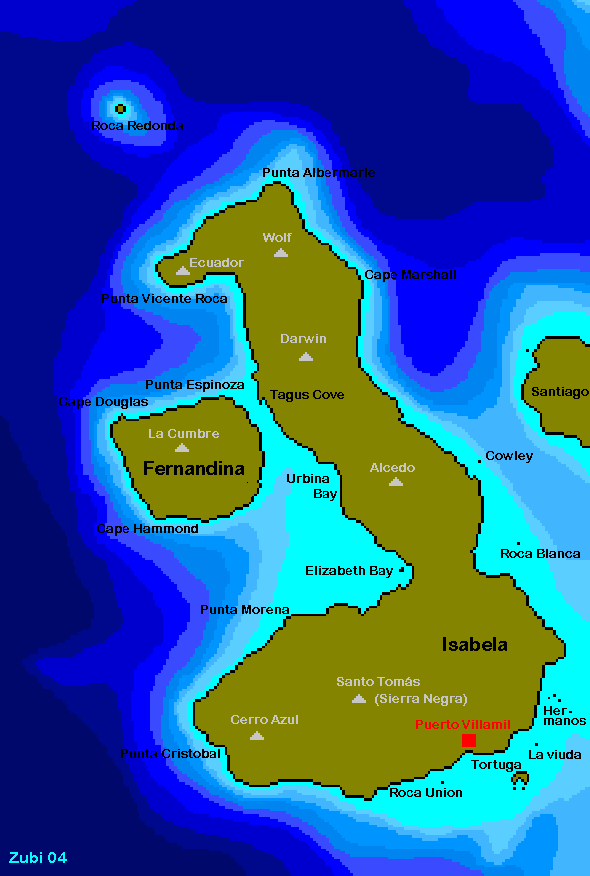 Roca Redonda
Punta Albermarle
Wolf
Ecuador
Cape Marshall
Punta Vicente Roca
Darwin
Punta Espinoza
Santiago
Tagus Cove
Cape Douglas
La Cumbre
Cowley
Fernandina
Alcedo
Urbina
Bay
Cape Hammond
Roca Blanca
Elizabeth Bay
Punta Morena
Isabela
Santo Tomás
(Sierra Negra)
Her-
manos
Cerro Azul
Puerto Villamil
Punta Cristobal
La viuda
Tortuga
Roca Union
Zubi 04